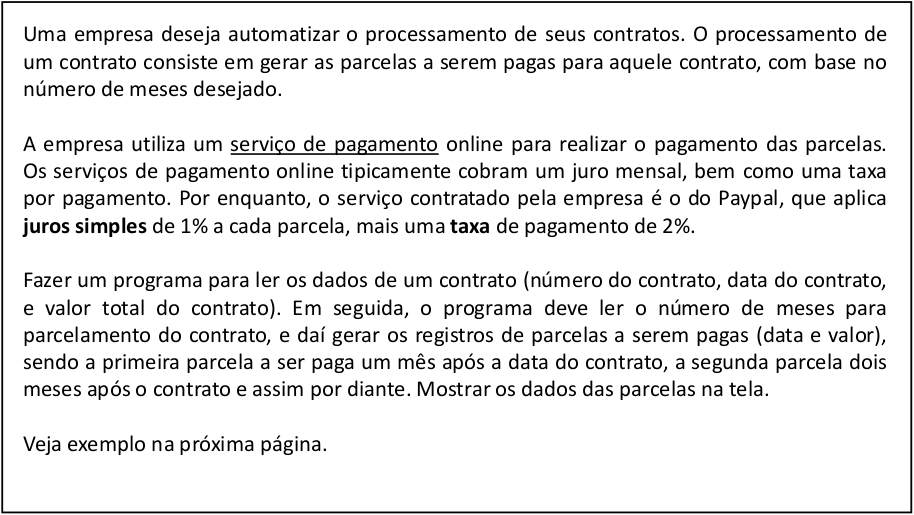 Uma empresa deseja automatizar o processamento de seus contratos. O processamento de
um contrato consiste em gerar as parcelas a serem pagas para aquele contrato, com base no
número de meses desejado.
A empresa utiliza um serviço de pagamento online para realizar o pagamento das parcelas.
Os serviços de pagamento online tipicamente cobram um juro mensal, bem como uma taxa
por pagamento. Por enquanto, o serviço contratado pela empresa é o do Paypal, que aplica
juros simples de 1% a cada parcela, mais uma taxa de pagamento de 2%.
Fazer um programa para ler os dados de um contrato (número do contrato, data do contrato,
e valor total do contrato). Em seguida, o programa deve ler o número de meses para
parcelamento do contrato, e daí gerar os registros de parcelas a serem pagas (data e valor),
sendo a primeira parcela a ser paga um mês após a data do contrato, a segunda parcela dois
meses após o contrato e assim por diante. Mostrar os dados das parcelas na tela.
Veja exemplo na próxima página.